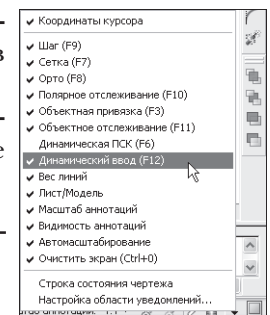 Координаты курсора
Шаг (F9)
в
Сетка (F7)
Орто (F8)
Полярное отслеживание (F10)
Объектная привязка (F3)
Объектное отслеживание (F11)
Динамическая ПСК (F6)
Динамический ввод (F12)
Вес линий
Лист/Модель
Масштаб аннотаций
Видимость аннотаций
Автомасштабирование
Очистить экран (Ctrl+0)
Строка состояния чертежа
Настройка области уведомлений...